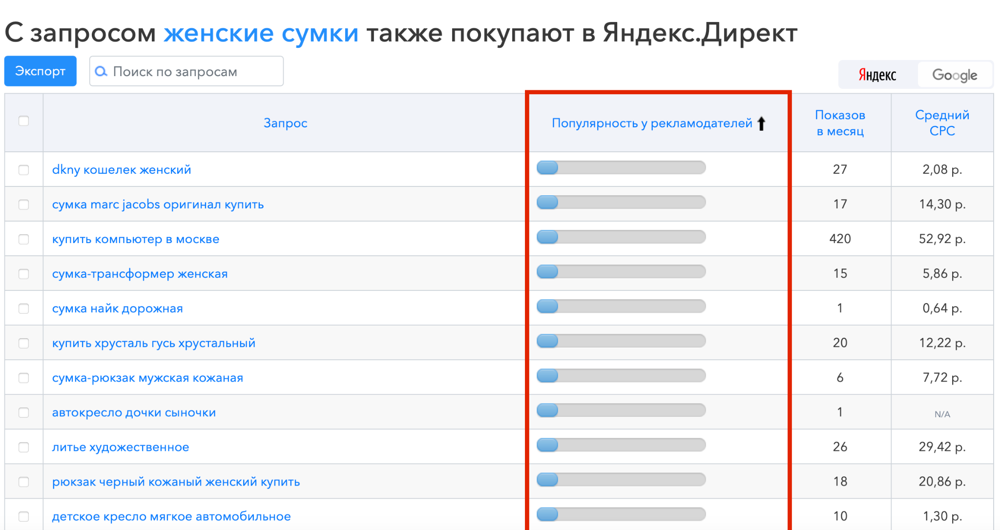 С запросом женские сумки также покупают в Яндекс.Директ
Экспорт
Поиск по запросам
Яндекс
Google
Запрос
Популярность у рекламодателей
Показов
в месяц
Средний
CPC
dkny кошелек женский
27
2,08 р.
сумка marc jacobs оригинал купить
17
14,30 р.
купить компьютер в москве
420
52,92 р.
сумка-трансформер женская
15
5,86 р.
сумка найк дорожная
1
0,64 р.
купить хрусталь гусь хрустальный
20
12,22 р.
сумка-рюкзак мужская кожаная
6
7,72 р.
автокресло дочки сыночки
1
N/A
литье художественное
26
29,42 р.
рюкзак черный кожаный женский купить
18
20,86 р.
детское кресло мягкое автомобильное
10
1,30 р.